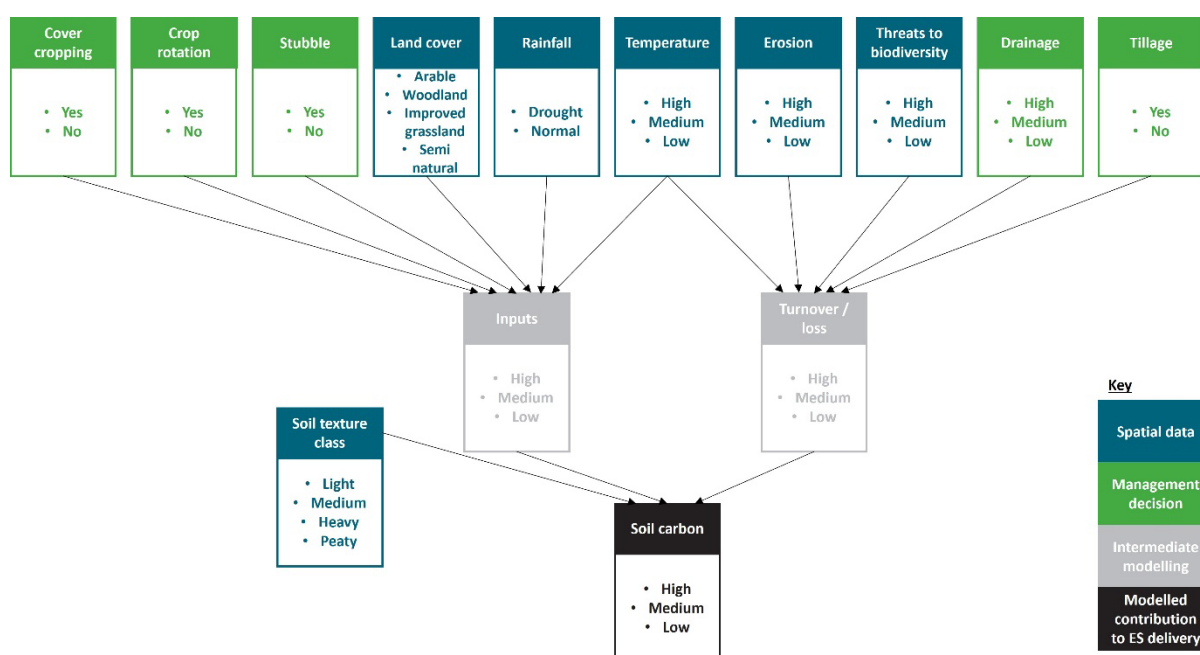 Cover
cropping
• Yes
• No
Crop
rotation
• Yes
• No
Stubble
• Yes
• No
Land cover
• Arable
• Woodland
• Improved
grassland
• Semi
natural
Rainfall
• Drought
• Normal
Temperature
• High
• Medium
• Low
Erosion
• High
• Medium
• Low
Threats to
biodiversity
• High
• Medium
• Low
Drainage
• High
• Medium
• Low
Tillage
• Yes
• No
Inputs
• High
• Medium
• Low
Turnover /
loss
• High
• Medium
• Low
Soil texture
class
• Light
• Medium
• Heavy
• Peaty
Soil carbon
• High
• Medium
• Low
Key
Spatial data
Management
decision
Intermediate
modelling
Modelled
contribution
to ES delivery